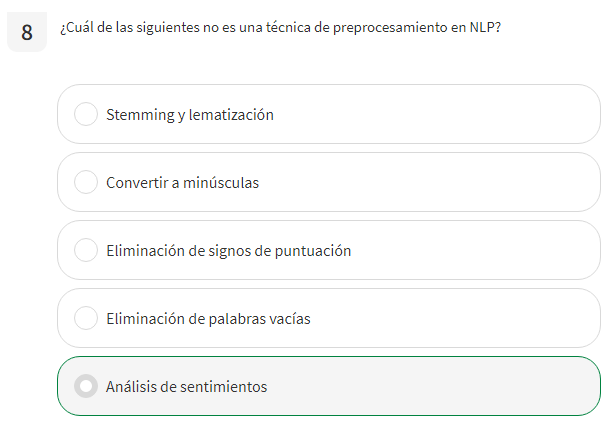 8
¿Cuál de las siguientes no es una técnica de preprocesamiento en NLP?
Stemming y lematización
Convertir a minúsculas
Eliminación de signos de puntuación
Eliminación de palabras vacías
Análisis de sentimientos